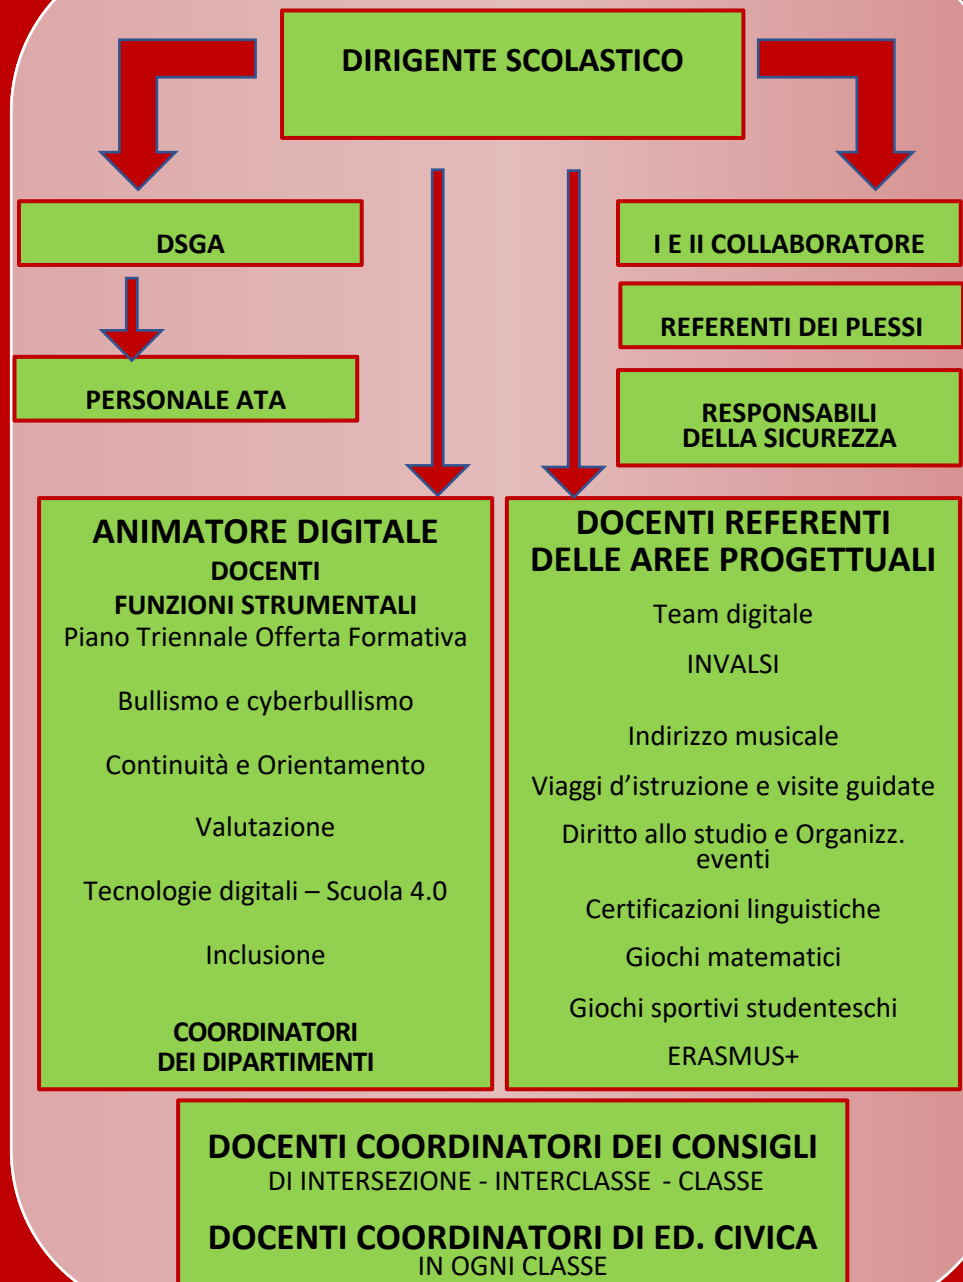 DIRIGENTE SCOLASTICO
DSGA
PERSONALE ATA
I E II COLLABORATORE
REFERENTI DEI PLESSI
RESPONSABILI
DELLA SICUREZZA
ANIMATORE DIGITALE
DOCENTI
FUNZIONI STRUMENTALI
Piano Triennale Offerta Formativa
Bullismo e cyberbullismo
Continuità e Orientamento
Valutazione
Tecnologie digitali – Scuola 4.0
Inclusione
COORDINATORI
DEI DIPARTIMENTI
DOCENTI REFERENTI
DELLE AREE PROGETTUALI
Team digitale
INVALSI
Indirizzo musicale
Viaggi d’istruzione e visite guidate
Diritto allo studio e Organizz.
eventi
Certificazioni linguistiche
Giochi matematici
Giochi sportivi studenteschi
ERASMUS+
DOCENTI COORDINATORI DEI CONSIGLI
DI INTERSEZIONE - INTERCLASSE - CLASSE
DOCENTI COORDINATORI DI ED. CIVICA
IN OGNI CLASSE